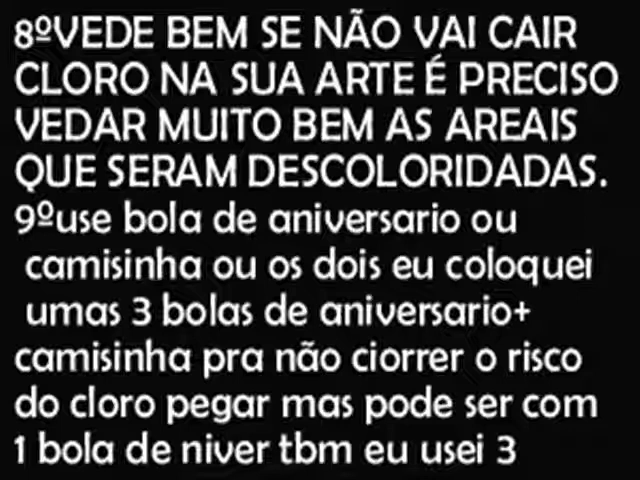 8ºVEDE BEM SE NÃO VAI CAIR
CLORO NA SUA ARTE É PRECISO
VEDAR MUITO BEM AS AREAIS
QUE SERAM DESCOLORIDADAS.
9ºuse bola de aniversario ou
camisinha ou os dois eu coloquei
umas 3 bolas de aniversario+
camisinha pra não ciorrer o risco
do cloro pegar mas pode ser com
1 bola de niver tbm eu usei 3